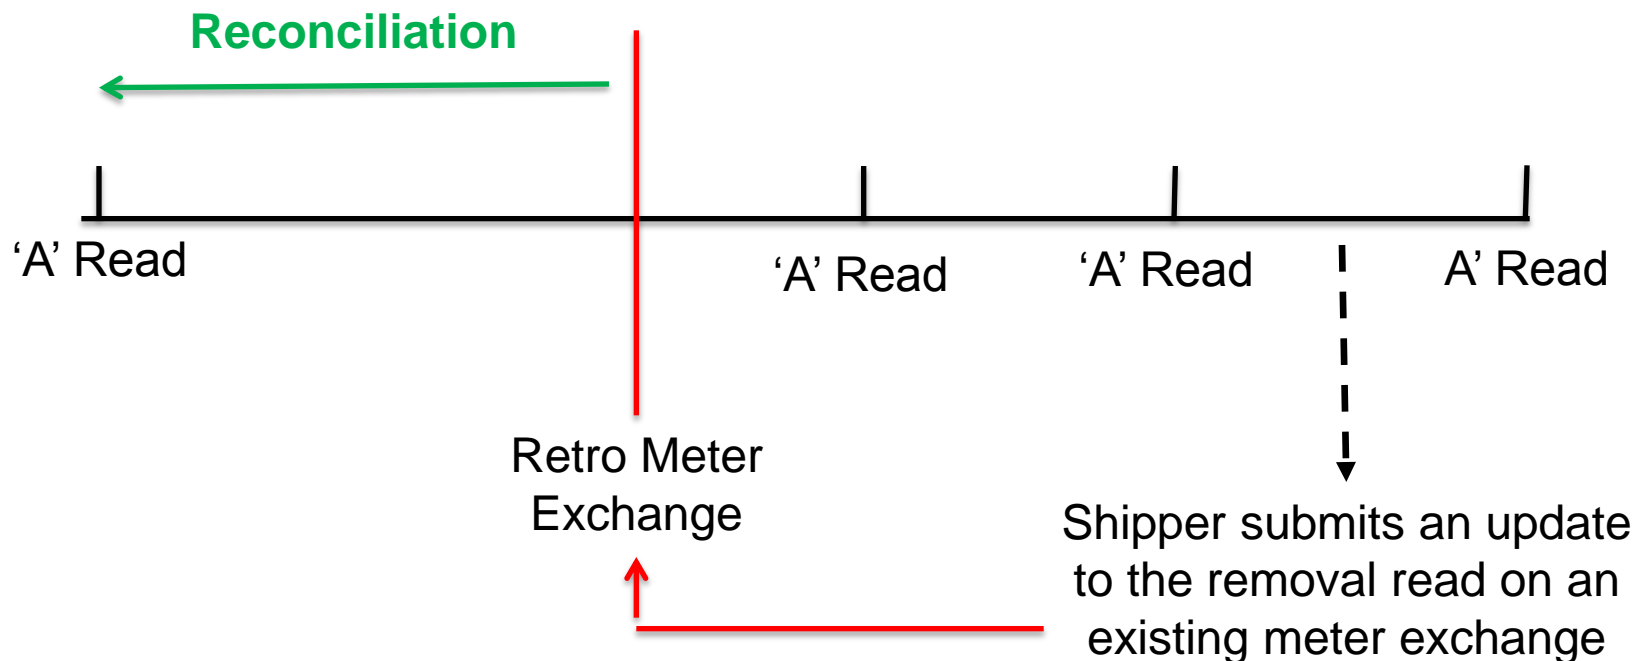 Reconciliation
‘A’ Read
‘A’ Read
‘A’ Read
A’ Read
Retro Meter
Exchange
Shipper submits an update
to the removal read on an
existing meter exchange